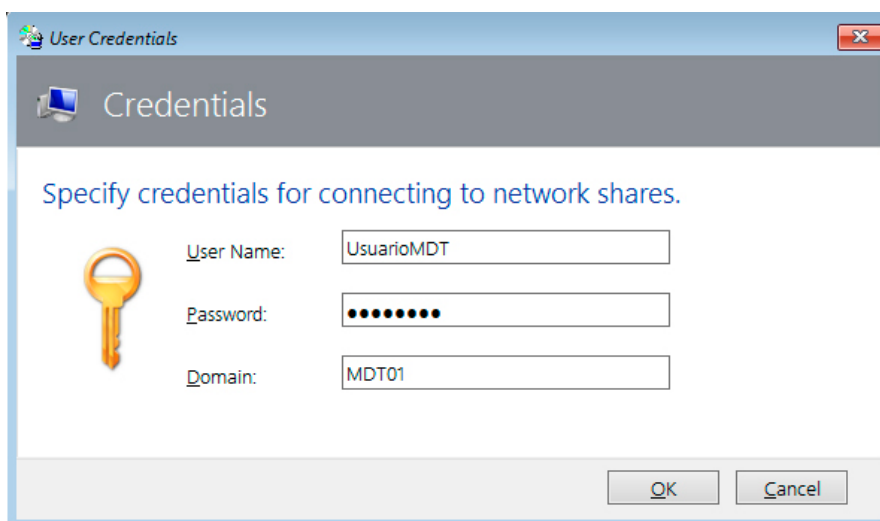 User Credentials
Credentials
Specify credentials for connecting to network shares.
User Name: UsuarioMDT
Password: ●●●●●●●●
Domain: MDT01
OK Cancel